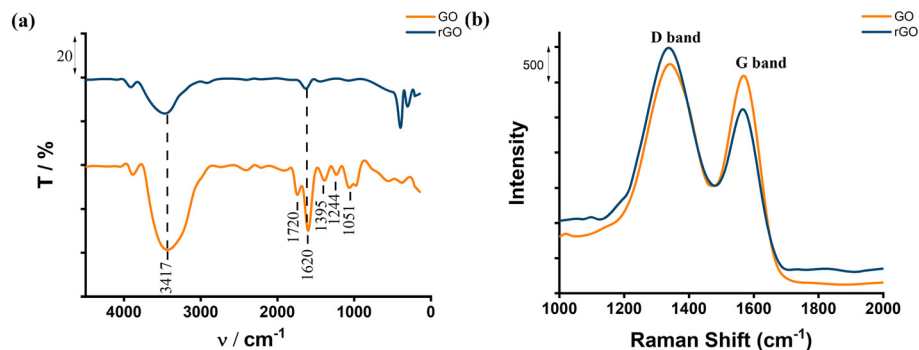 (a)
GO
rGO
20
T / %
3417
1720
1620
1395
1244
1051
4000
3000
2000
1000
0
ν / cm⁻¹
(b)
GO
rGO
500
D band
G band
Intensity
1000
1200
1400
1600
1800
2000
Raman Shift (cm⁻¹)